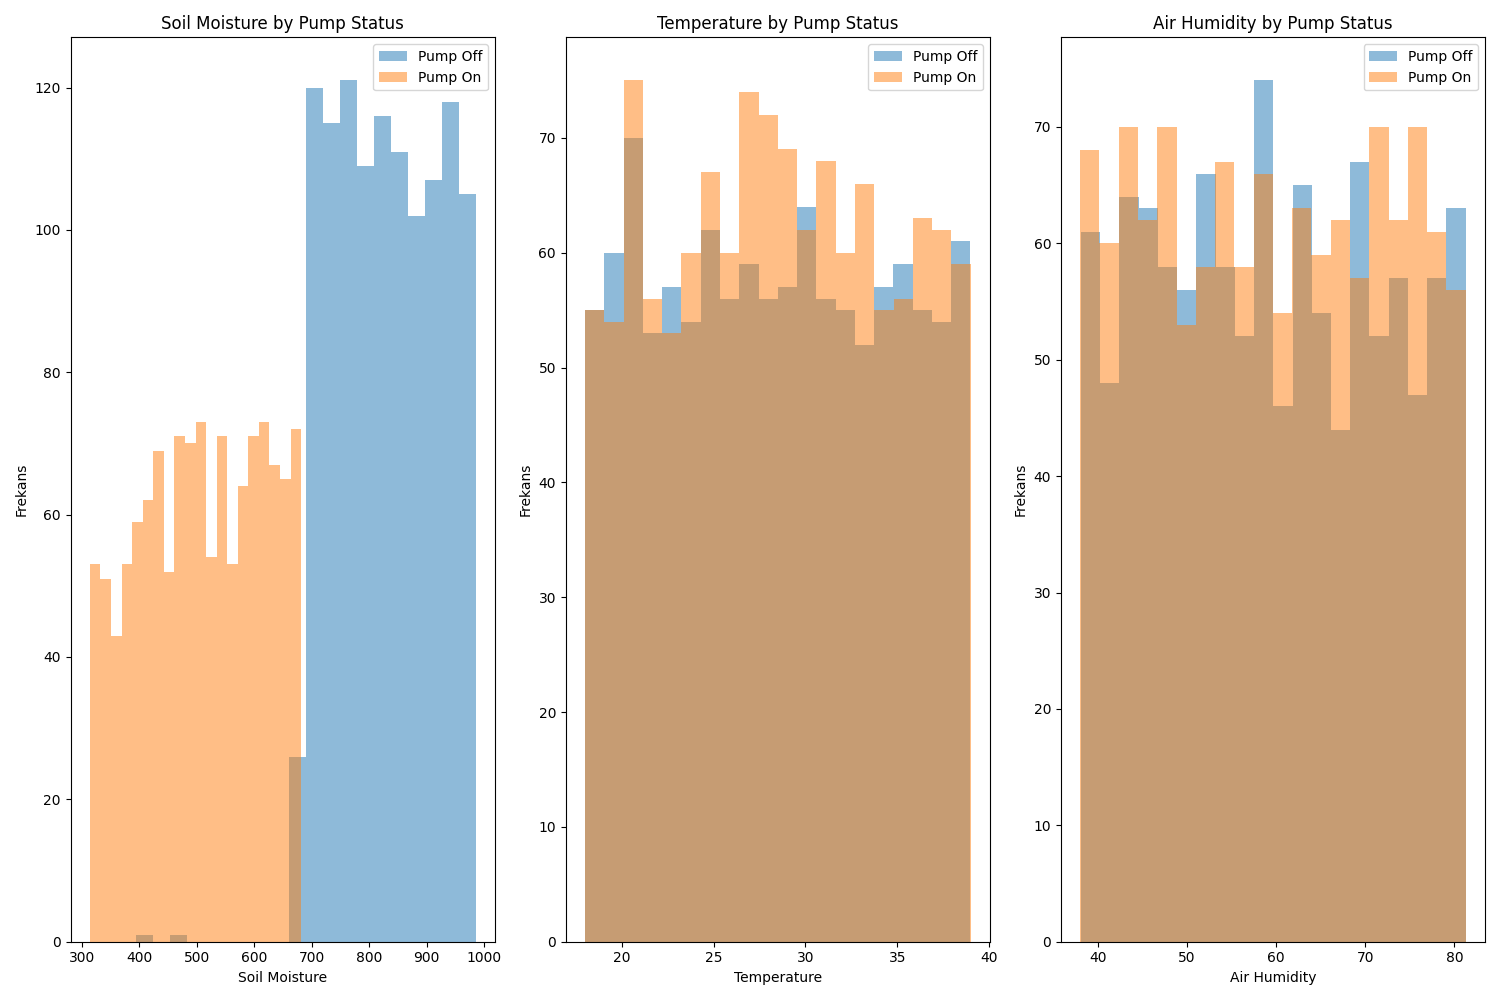 Soil Moisture by Pump Status
Pump Off
Pump On
120
100
80
60
40
20
0
Frekans
300 400 500 600 700 800 900 1000
Soil Moisture
Temperature by Pump Status
Pump Off
Pump On
70
60
50
40
30
20
10
0
Frekans
20 25 30 35 40
Temperature
Air Humidity by Pump Status
Pump Off
Pump On
70
60
50
40
30
20
10
0
Frekans
40 50 60 70 80
Air Humidity